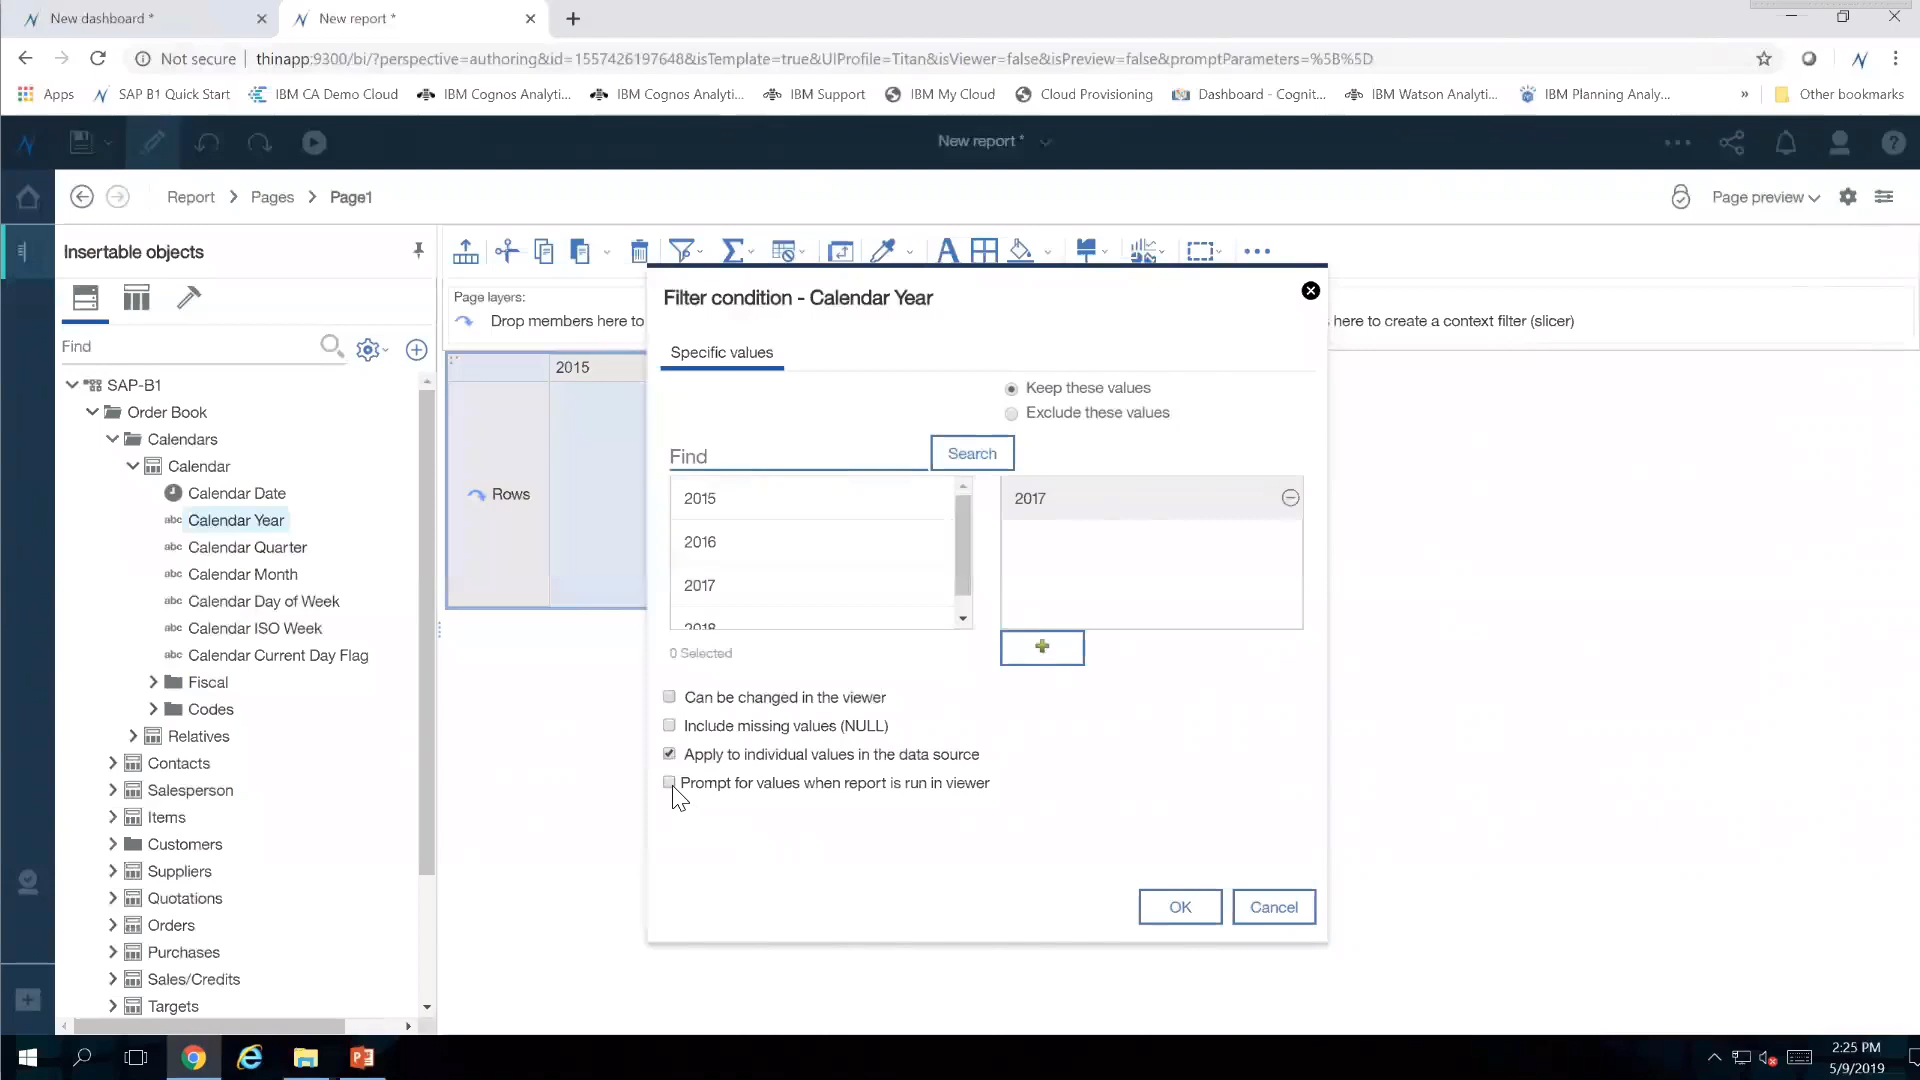 New dashboard *
New report *
Not secure
thinapp:9300/bi/?perspective=authoring&id=1557426197648&isTemplate=true&UIProfile=Titan&isViewer=false&isPreview=false&promptParameters=%5B%5D
Apps
SAP B1 Quick Start
IBM CA Demo Cloud
IBM Cognos Analyti...
IBM Cognos Analyti...
IBM Support
IBM My Cloud
Cloud Provisioning
Dashboard - Cognit...
IBM Watson Analyti...
IBM Planning Analy...
»
Other bookmarks
New report *
Report
Pages
Page1
Page preview
Insertable objects
Find
SAP-B1
Order Book
Calendars
Calendar
Calendar Date
abc Calendar Year
abc Calendar Quarter
abc Calendar Month
abc Calendar Day of Week
abc Calendar ISO Week
abc Calendar Current Day Flag
Fiscal
Codes
Relatives
Contacts
Salesperson
Items
Customers
Suppliers
Quotations
Orders
Purchases
Sales/Credits
Targets
Page layers:
Drop members here to
here to create a context filter (slicer)
2015
Rows
Filter condition - Calendar Year
Specific values
Keep these values
Exclude these values
Find
Search
2015
2016
2017
2018
2017
0 Selected
Can be changed in the viewer
Include missing values (NULL)
Apply to individual values in the data source
Prompt for values when report is run in viewer
OK
Cancel
2:25 PM
5/9/2019